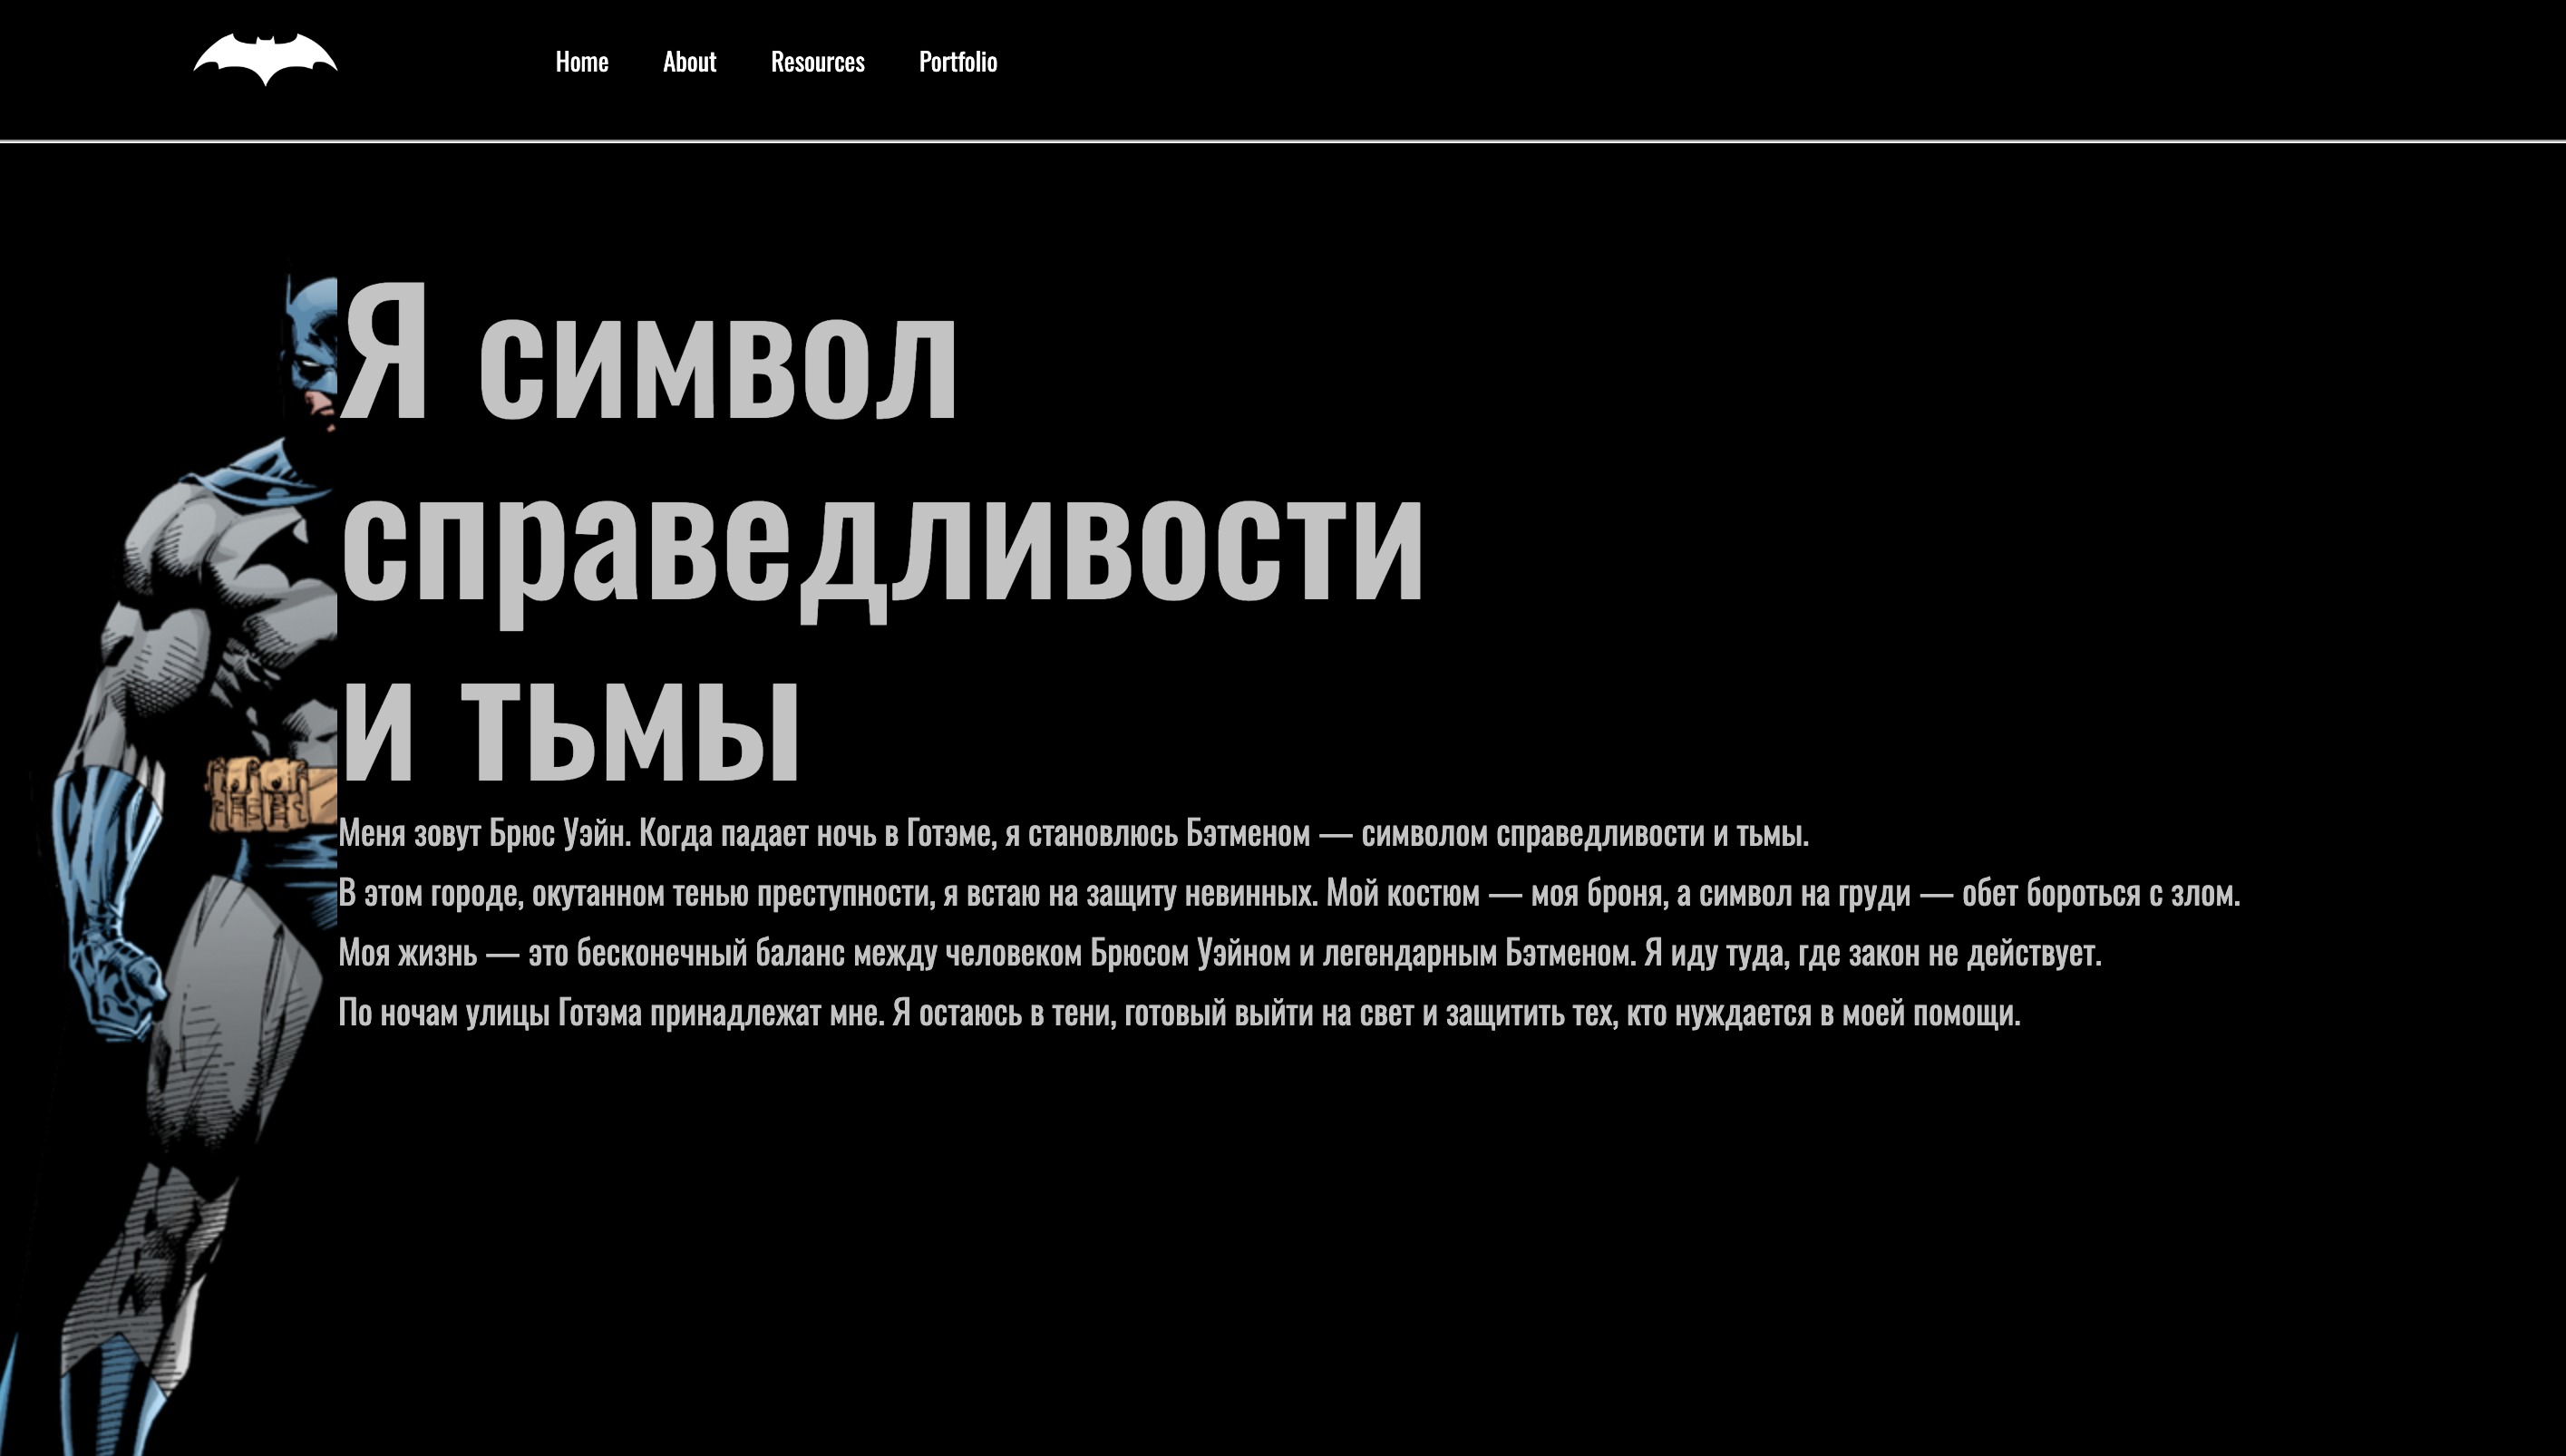 Home About Resources Portfolio
Я символ
справедливости
и тьмы
Меня зовут Брюс Уэйн. Когда падает ночь в Готэме, я становлюсь Бэтменом — символом справедливости и тьмы.
В этом городе, окутанном тенью преступности, я встаю на защиту невинных. Мой костюм — моя броня, а символ на груди — обет бороться с злом.
Моя жизнь — это бесконечный баланс между человеком Брюсом Уэйном и легендарным Бэтменом. Я иду туда, где закон не действует.
По ночам улицы Готэма принадлежат мне. Я остаюсь в тени, готовый выйти на свет и защитить тех, кто нуждается в моей помощи.